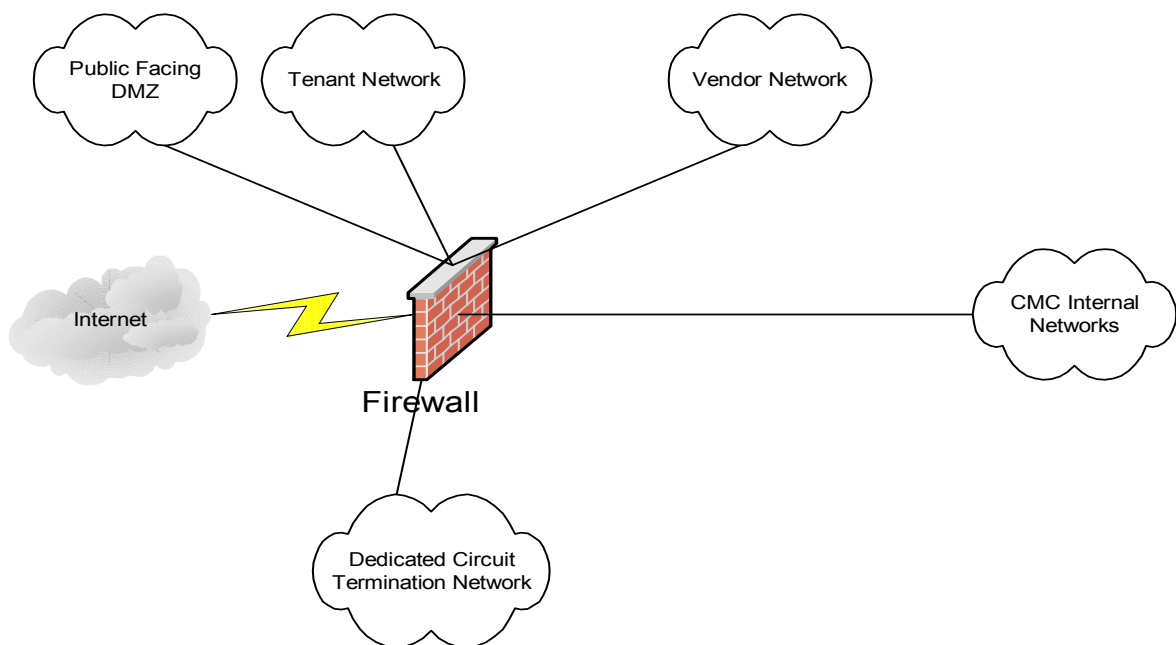 Public Facing
DMZ
Tenant Network
Vendor Network
Internet
CMC Internal
Networks
Firewall
Dedicated Circuit
Termination Network